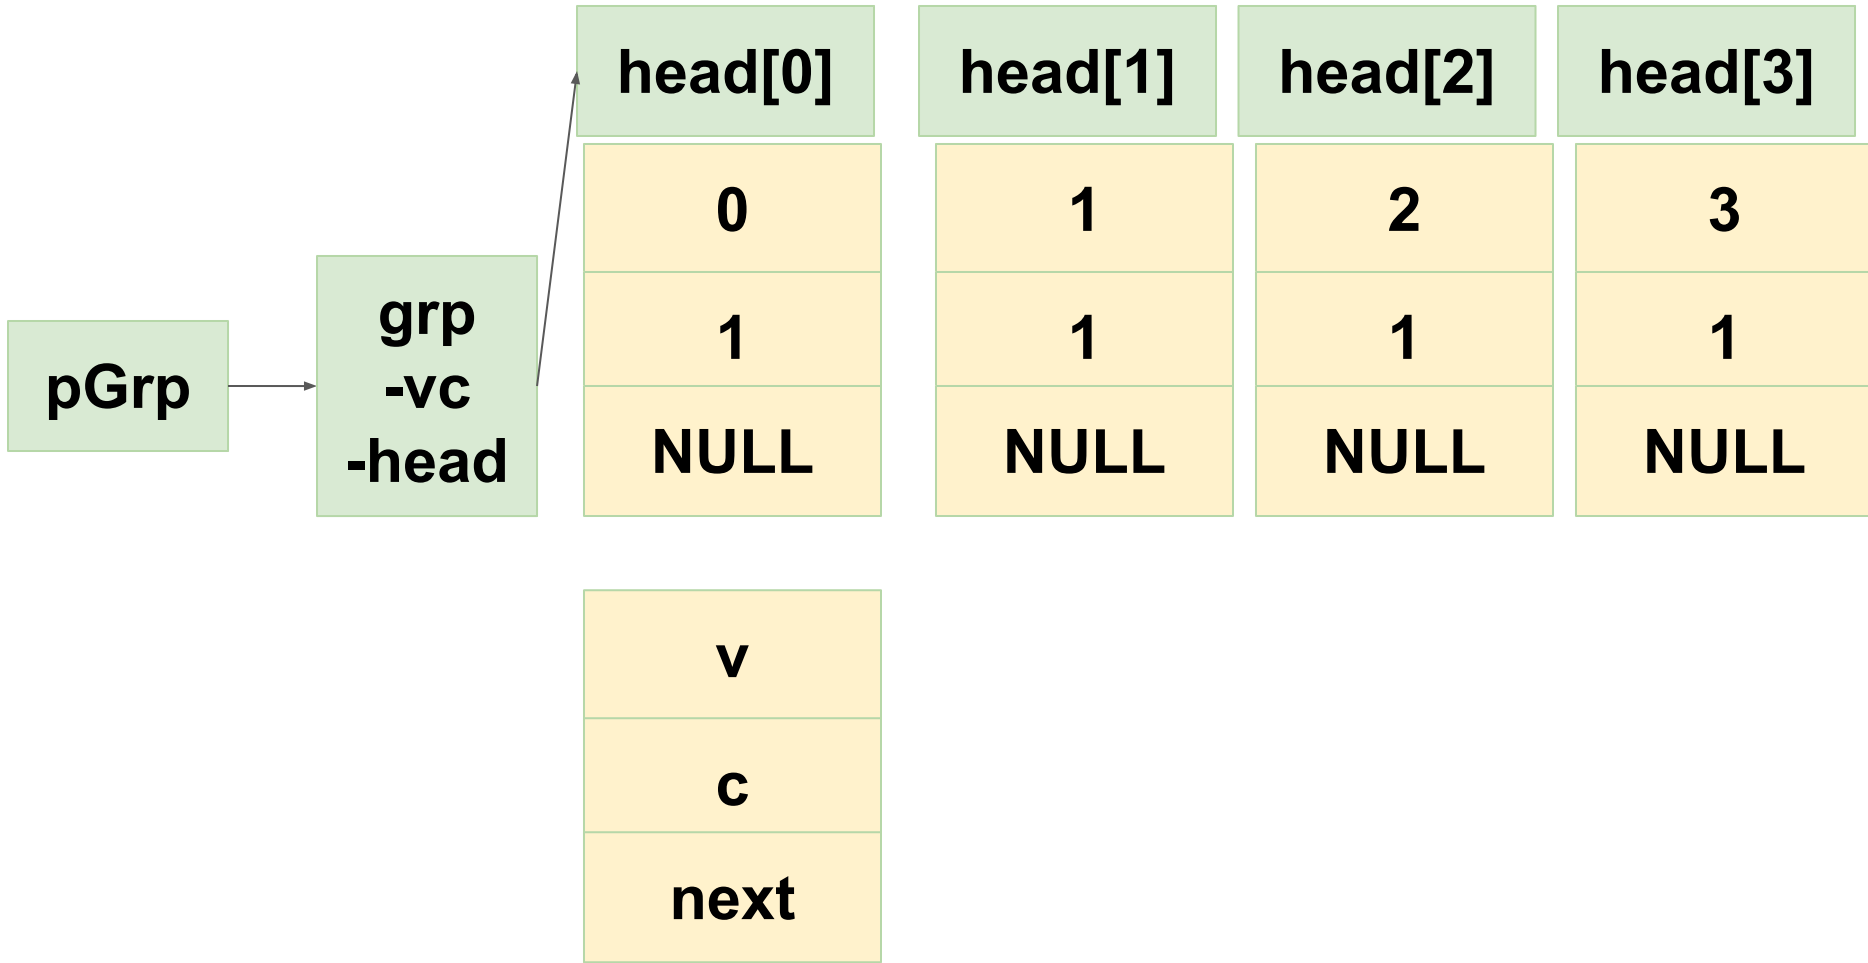 head[0] head[1] head[2] head[3]
0 1 2 3
1 1 1 1
NULL NULL NULL NULL
pGrp
grp
-vc
-head
v
c
next